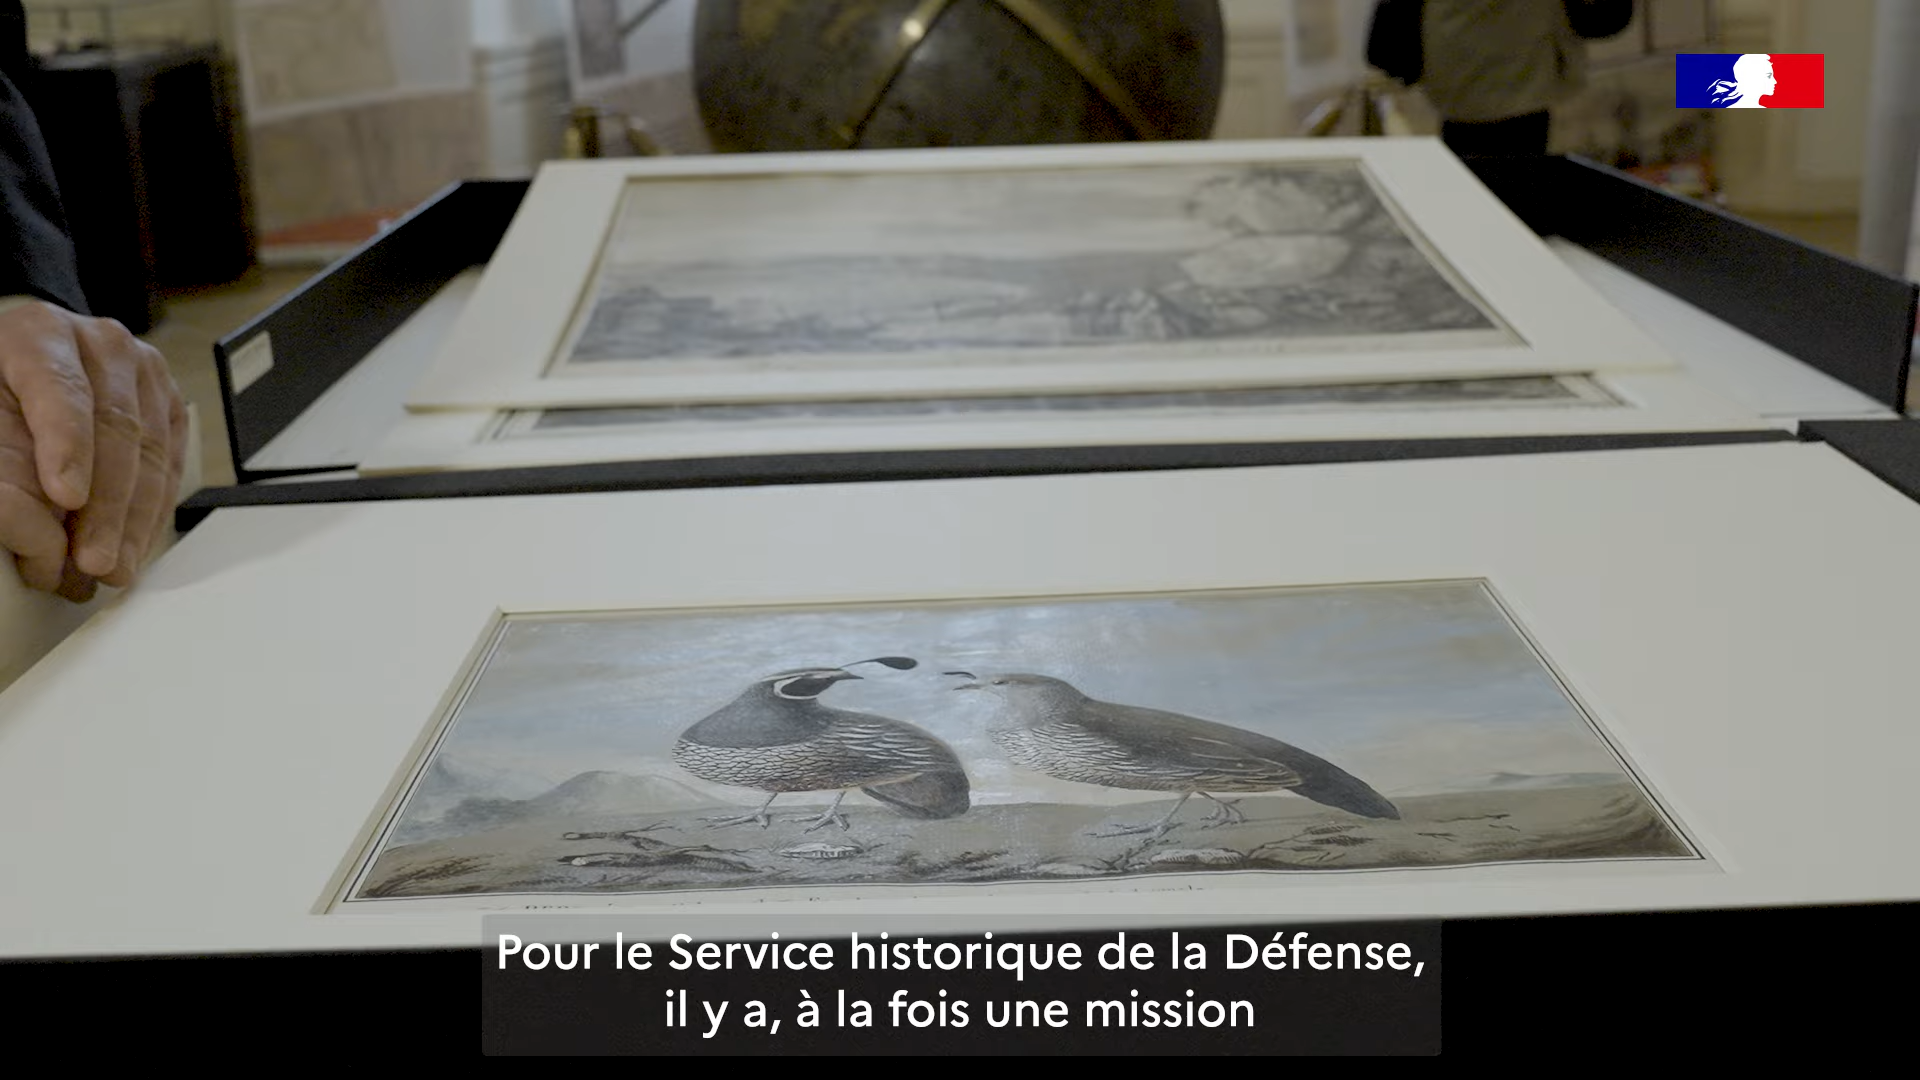 Pour le Service historique de la Défense,
il y a, à la fois une mission